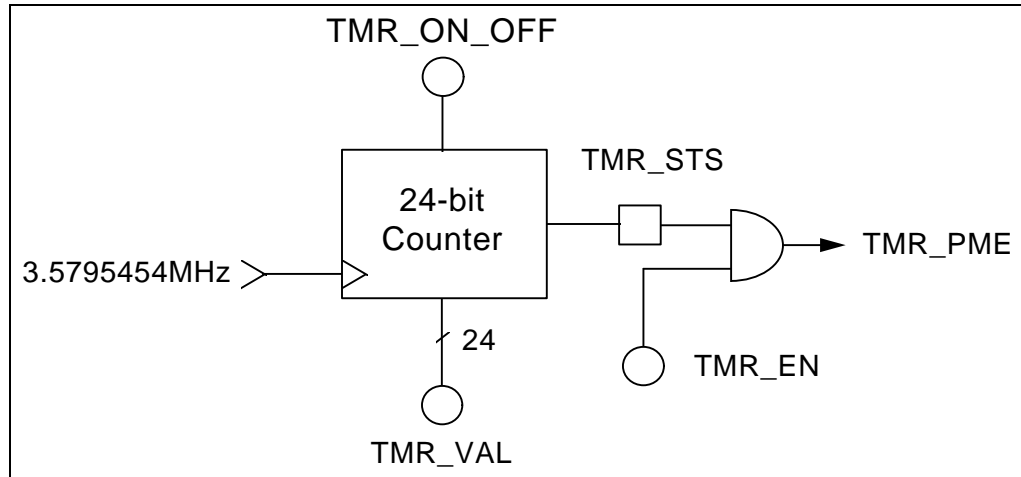 TMR_ON_OFF
TMR_STS
24-bit
Counter
TMR_PME
3.5795454MHz
24
TMR_EN
TMR_VAL